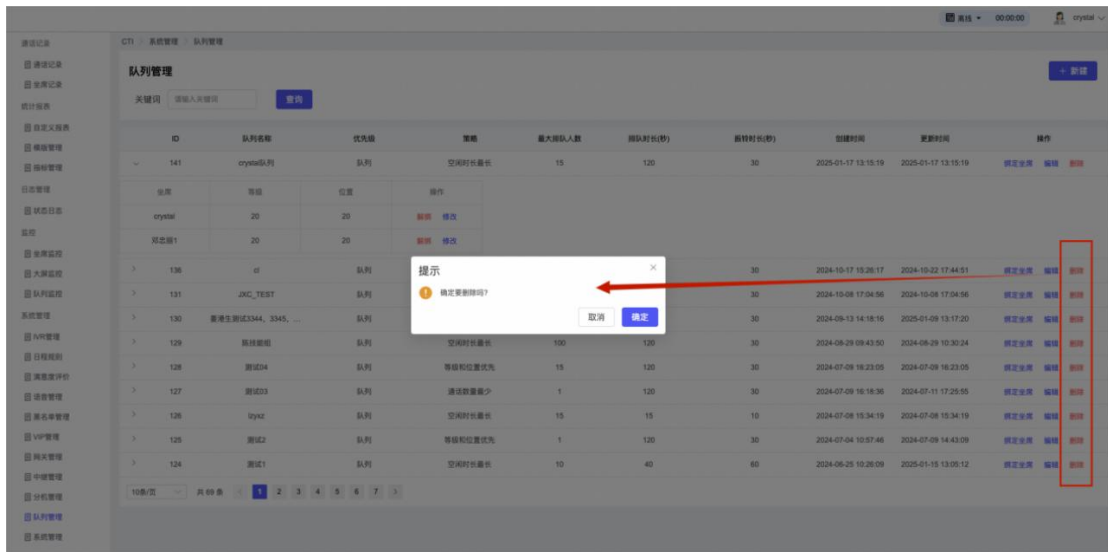 离线 00:00:00 crystal
通话记录
通话记录
坐席记录
统计报表
自定义报表
模版管理
指标管理
日志管理
状态日志
监控
坐席监控
大屏监控
队列监控
系统管理
IVR管理
日程规则
满意度评价
语音管理
黑名单管理
VIP管理
网关管理
中继管理
分机管理
队列管理
系统管理
CTI > 系统管理 > 队列管理
队列管理
+ 新建
关键词 请输入关键词 查询
ID 队列名称 优先级 策略 最大排队人数 排队时长(秒) 振铃时长(秒) 创建时间 更新时间 操作
141 crystal队列 队列 空闲时长最长 15 120 30 2025-01-17 13:15:19 2025-01-17 13:15:19 绑定坐席 编辑 删除
坐席 等级 位置 操作
crystal 20 20 解绑 修改
邓志丽1 20 20 解绑 修改
136 cl 队列 30 2024-10-17 15:26:17 2024-10-22 17:44:51 绑定坐席 编辑 删除
131 JXC_TEST 队列 30 2024-10-08 17:04:56 2024-10-08 17:04:56 绑定坐席 编辑 删除
130 姜港生测试3344，3345，... 队列 30 2024-09-13 14:18:16 2025-01-09 13:17:20 绑定坐席 编辑 删除
129 队列 空闲时长最长 100 120 30 2024-08-29 09:43:50 2024-08-29 10:30:24 绑定坐席 编辑 删除
128 测试04 队列 等级和位置优先 15 120 30 2024-07-09 16:23:05 2024-07-09 16:23:05 绑定坐席 编辑 删除
127 测试03 队列 通话数量最少 1 120 30 2024-07-09 16:18:36 2024-07-11 17:25:55 绑定坐席 编辑 删除
126 lzyxz 队列 空闲时长最长 15 15 10 2024-07-08 15:34:19 2024-07-08 15:34:19 绑定坐席 编辑 删除
125 测试2 队列 等级和位置优先 1 120 30 2024-07-04 10:57:46 2024-07-09 14:43:09 绑定坐席 编辑 删除
124 测试1 队列 空闲时长最长 10 40 60 2024-06-25 10:26:09 2025-01-15 13:05:12 绑定坐席 编辑 删除
10条/页 共 69 条 < 1 2 3 4 5 6 7 >
提示 ×
确定要删除吗?
取消 确定